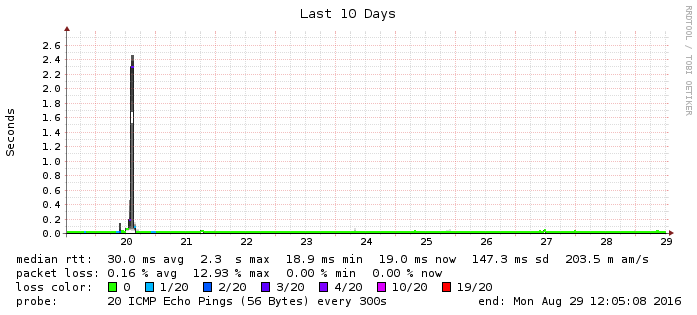 Last 10 Days
RRDTOOL / TOBI OETIKER
Seconds
2.6
2.4
2.2
2.0
1.8
1.6
1.4
1.2
1.0
0.8
0.6
0.4
0.2
0.0
20 21 22 23 24 25 26 27 28 29
median rtt: 30.0 ms avg 2.3 s max 18.9 ms min 19.0 ms now 147.3 ms sd 203.5 m am/s
packet loss: 0.16 % avg 12.93 % max 0.00 % min 0.00 % now
loss color: 0 1/20 2/20 3/20 4/20 10/20 19/20
probe: 20 ICMP Echo Pings (56 Bytes) every 300s end: Mon Aug 29 12:05:08 2016